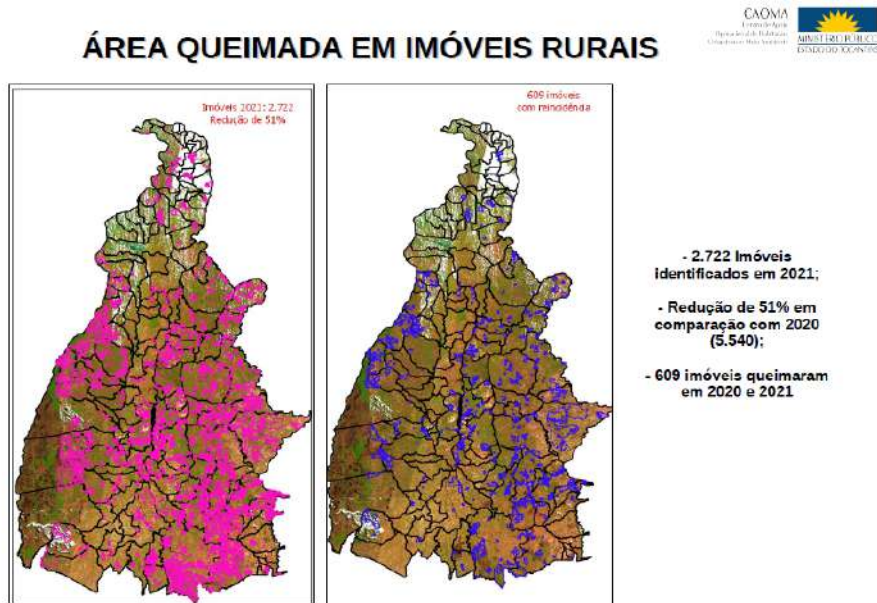 CAOMA
ÁREA QUEIMADA EM IMÓVEIS RURAIS
MINISTÉRIO PÚBLICO
ESTADO DO TOCANTINS
Imóveis 2021: 2.722
Redução de 51%
609 imóveis
com reincidência
- 2.722 Imóveis
identificados em 2021;
- Redução de 51% em
comparação com 2020
(5.540);
- 609 imóveis queimaram
em 2020 e 2021